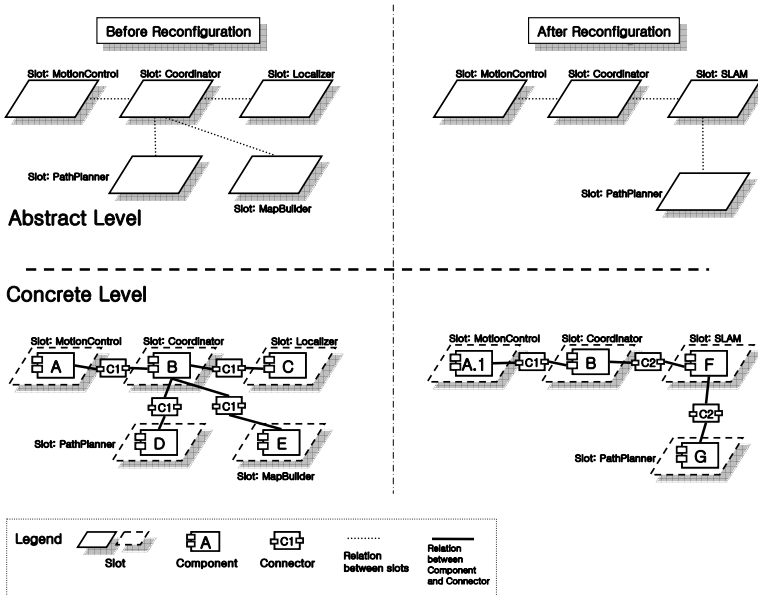 Before Reconfiguration
After Reconfiguration
Slot: MotionControl
Slot: Coordinator
Slot: Localizer
Slot: MotionControl
Slot: Coordinator
Slot: SLAM
Slot: PathPlanner
Slot: MapBuilder
Slot: PathPlanner
Abstract Level
Concrete Level
Slot: MotionControl
Slot: Coordinator
Slot: Localizer
Slot: MotionControl
Slot: Coordinator
Slot: SLAM
A
C1
B
C1
C
A.1
C1
B
C2
F
C1
C1
C2
Slot: PathPlanner
D
E
Slot: MapBuilder
Slot: PathPlanner
G
Legend
Slot
A
Component
C1
Connector
Relation
between slots
Relation
between
Component
and Connector